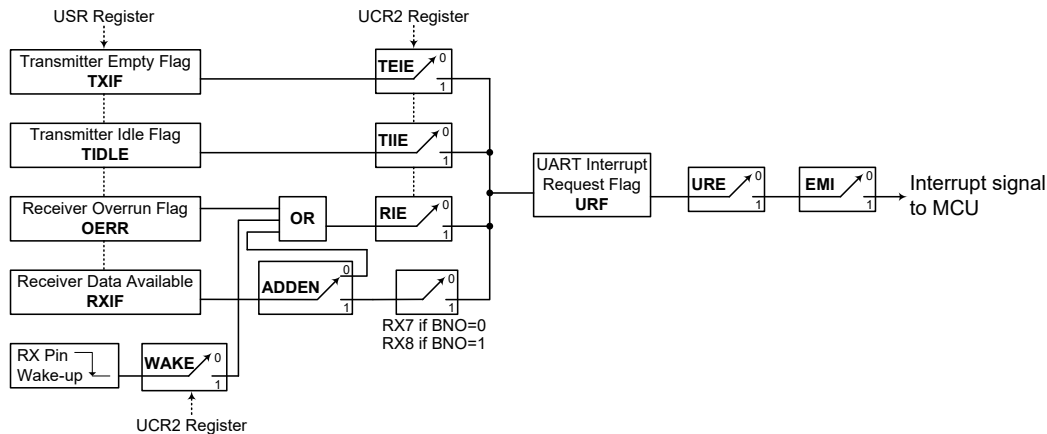 USR Register
UCR2 Register
Transmitter Empty Flag
TXIF
TEIE
0
1
Transmitter Idle Flag
TIDLE
TIIE
0
1
UART Interrupt
Request Flag
URF
URE
0
1
EMI
0
1
Interrupt signal
to MCU
Receiver Overrun Flag
OERR
OR
RIE
0
1
Receiver Data Available
RXIF
ADDEN
0
1
0
1
RX7 if BNO=0
RX8 if BNO=1
RX Pin
Wake-up
WAKE
0
1
UCR2 Register